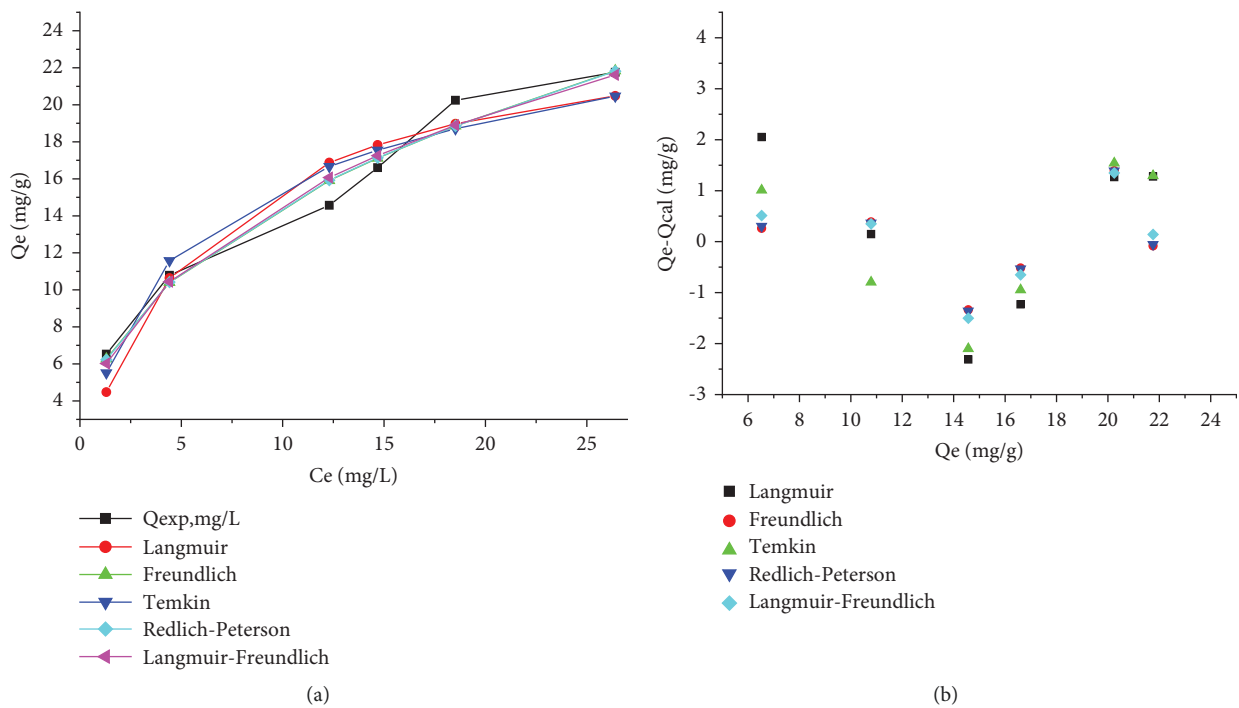 22
20
18
16
14
12
10
8
6
4
Qe (mg/g)
0 5 10 15 20 25
Ce (mg/L)
Qexp,mg/L
Langmuir
Freundlich
Temkin
Redlich-Peterson
Langmuir-Freundlich
(a)
4
3
2
1
0
-1
-2
-3
Qe-Qcal (mg/g)
6 8 10 12 14 16 18 20 22 24
Qe (mg/g)
Langmuir
Freundlich
Temkin
Redlich-Peterson
Langmuir-Freundlich
(b)